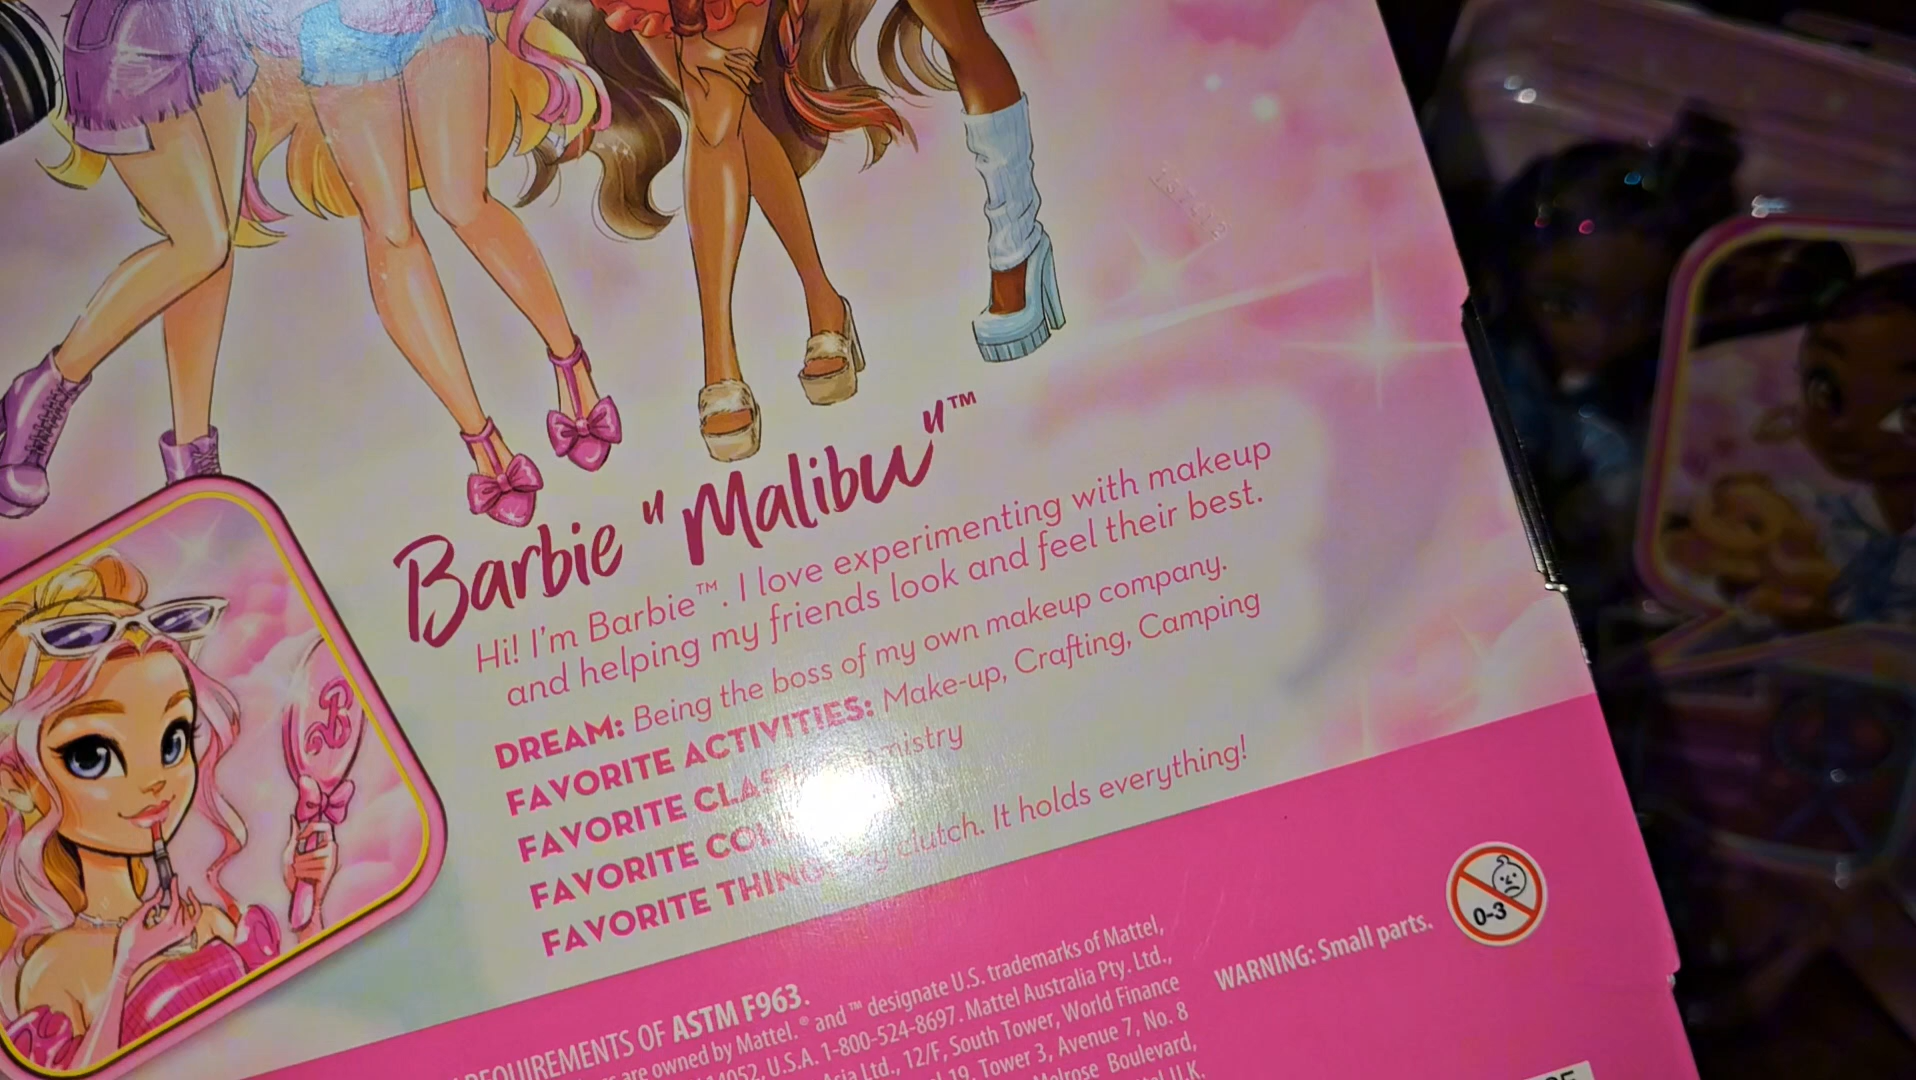 Barbie "Malibu"™
Hi! I'm Barbie™. I love experimenting with makeup
and helping my friends look and feel their best.
DREAM: Being the boss of my own makeup company.
FAVORITE ACTIVITIES: Make-up, Crafting, Camping
FAVORITE
FAVORITE
FAVORITE clutch. It holds everything!
B
0-3
WARNING: Small parts.
REQUIREMENTS OF ASTM F963.
are owned by Mattel. ® and ™ designate U.S. trademarks of Mattel,
14052, U.S.A. 1-800-524-8697. Mattel Australia Pty. Ltd.,
Asia Ltd., 12/F, South Tower, World Finance
19, Tower 3, Avenue 7, No. 8
Melrose Boulevard,
U.K.